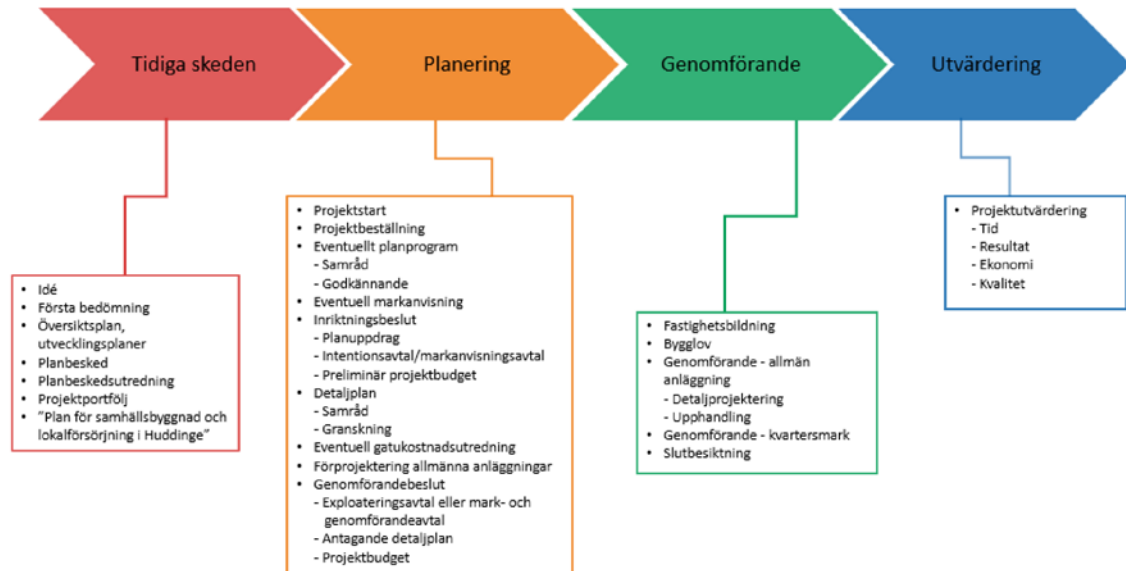 Tidiga skeden
Planering
Genomförande
Utvärdering
• Idé
• Första bedömning
• Översiktsplan,
utvecklingsplaner
• Planbesked
• Planbeskedsutredning
• Projektportfölj
• ”Plan för samhällsbyggnad och
lokalförsörjning i Huddinge”
• Projektstart
• Projektbeställning
• Eventuellt planprogram
- Samråd
- Godkännande
• Eventuell markanvisning
• Inriktningsbeslut
- Planuppdrag
- Intentionsavtal/markanvisningsavtal
- Preliminär projektbudget
• Detaljplan
- Samråd
- Granskning
• Eventuell gatukostnadsutredning
• Förprojektering allmänna anläggningar
• Genomförandebeslut
- Exploateringsavtal eller mark- och
genomförandeavtal
- Antagande detaljplan
- Projektbudget
• Fastighetsbildning
• Bygglov
• Genomförande - allmän
anläggning
- Detaljprojektering
- Upphandling
• Genomförande - kvartersmark
• Slutbesiktning
• Projektutvärdering
- Tid
- Resultat
- Ekonomi
- Kvalitet